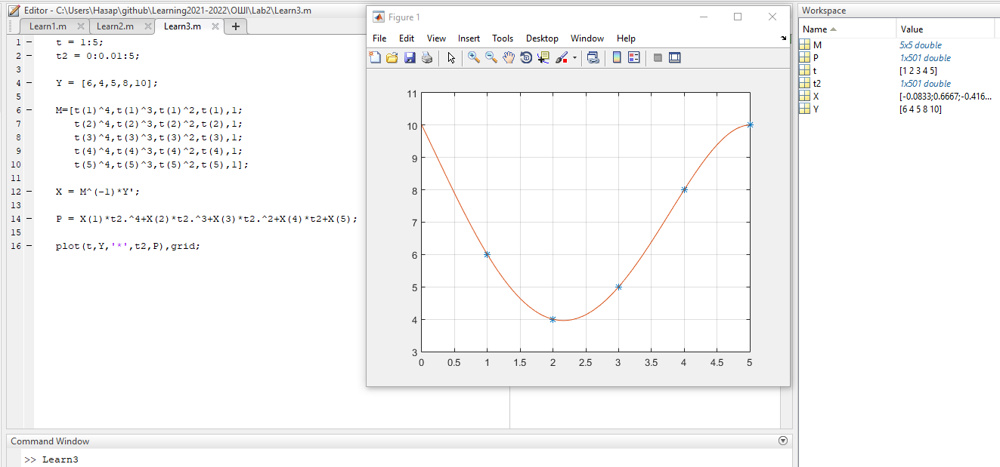 Editor - C:\Users\Назар\github\Learning2021-2022\ОШІ\Lab2\Learn3.m
Learn1.m
Learn2.m
Learn3.m
1 t = 1:5;
2 t2 = 0:0.01:5;
3
4 Y = [6,4,5,8,10];
5
6 M=[t(1)^4,t(1)^3,t(1)^2,t(1),1;
7 t(2)^4,t(2)^3,t(2)^2,t(2),1;
8 t(3)^4,t(3)^3,t(3)^2,t(3),1;
9 t(4)^4,t(4)^3,t(4)^2,t(4),1;
10 t(5)^4,t(5)^3,t(5)^2,t(5),1];
11
12 X = M^(-1)*Y';
13
14 P = X(1)*t2.^4+X(2)*t2.^3+X(3)*t2.^2+X(4)*t2+X(5);
15
16 plot(t,Y,'*',t2,P),grid;
Figure 1
File Edit View Insert Tools Desktop Window Help
11
10
9
8
7
6
5
4
3
0 0.5 1 1.5 2 2.5 3 3.5 4 4.5 5
Workspace
Name Value
M 5x5 double
P 1x501 double
t [1 2 3 4 5]
t2 1x501 double
X [-0.0833;0.6667;-0.416...
Y [6 4 5 8 10]
Command Window
>> Learn3